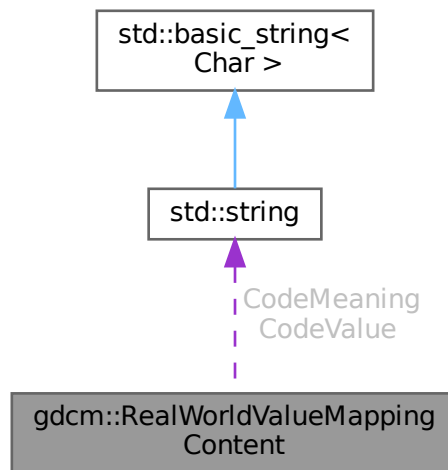 std::basic_string<
Char >
std::string
CodeMeaning
CodeValue
gdcm::RealWorldValueMapping
Content